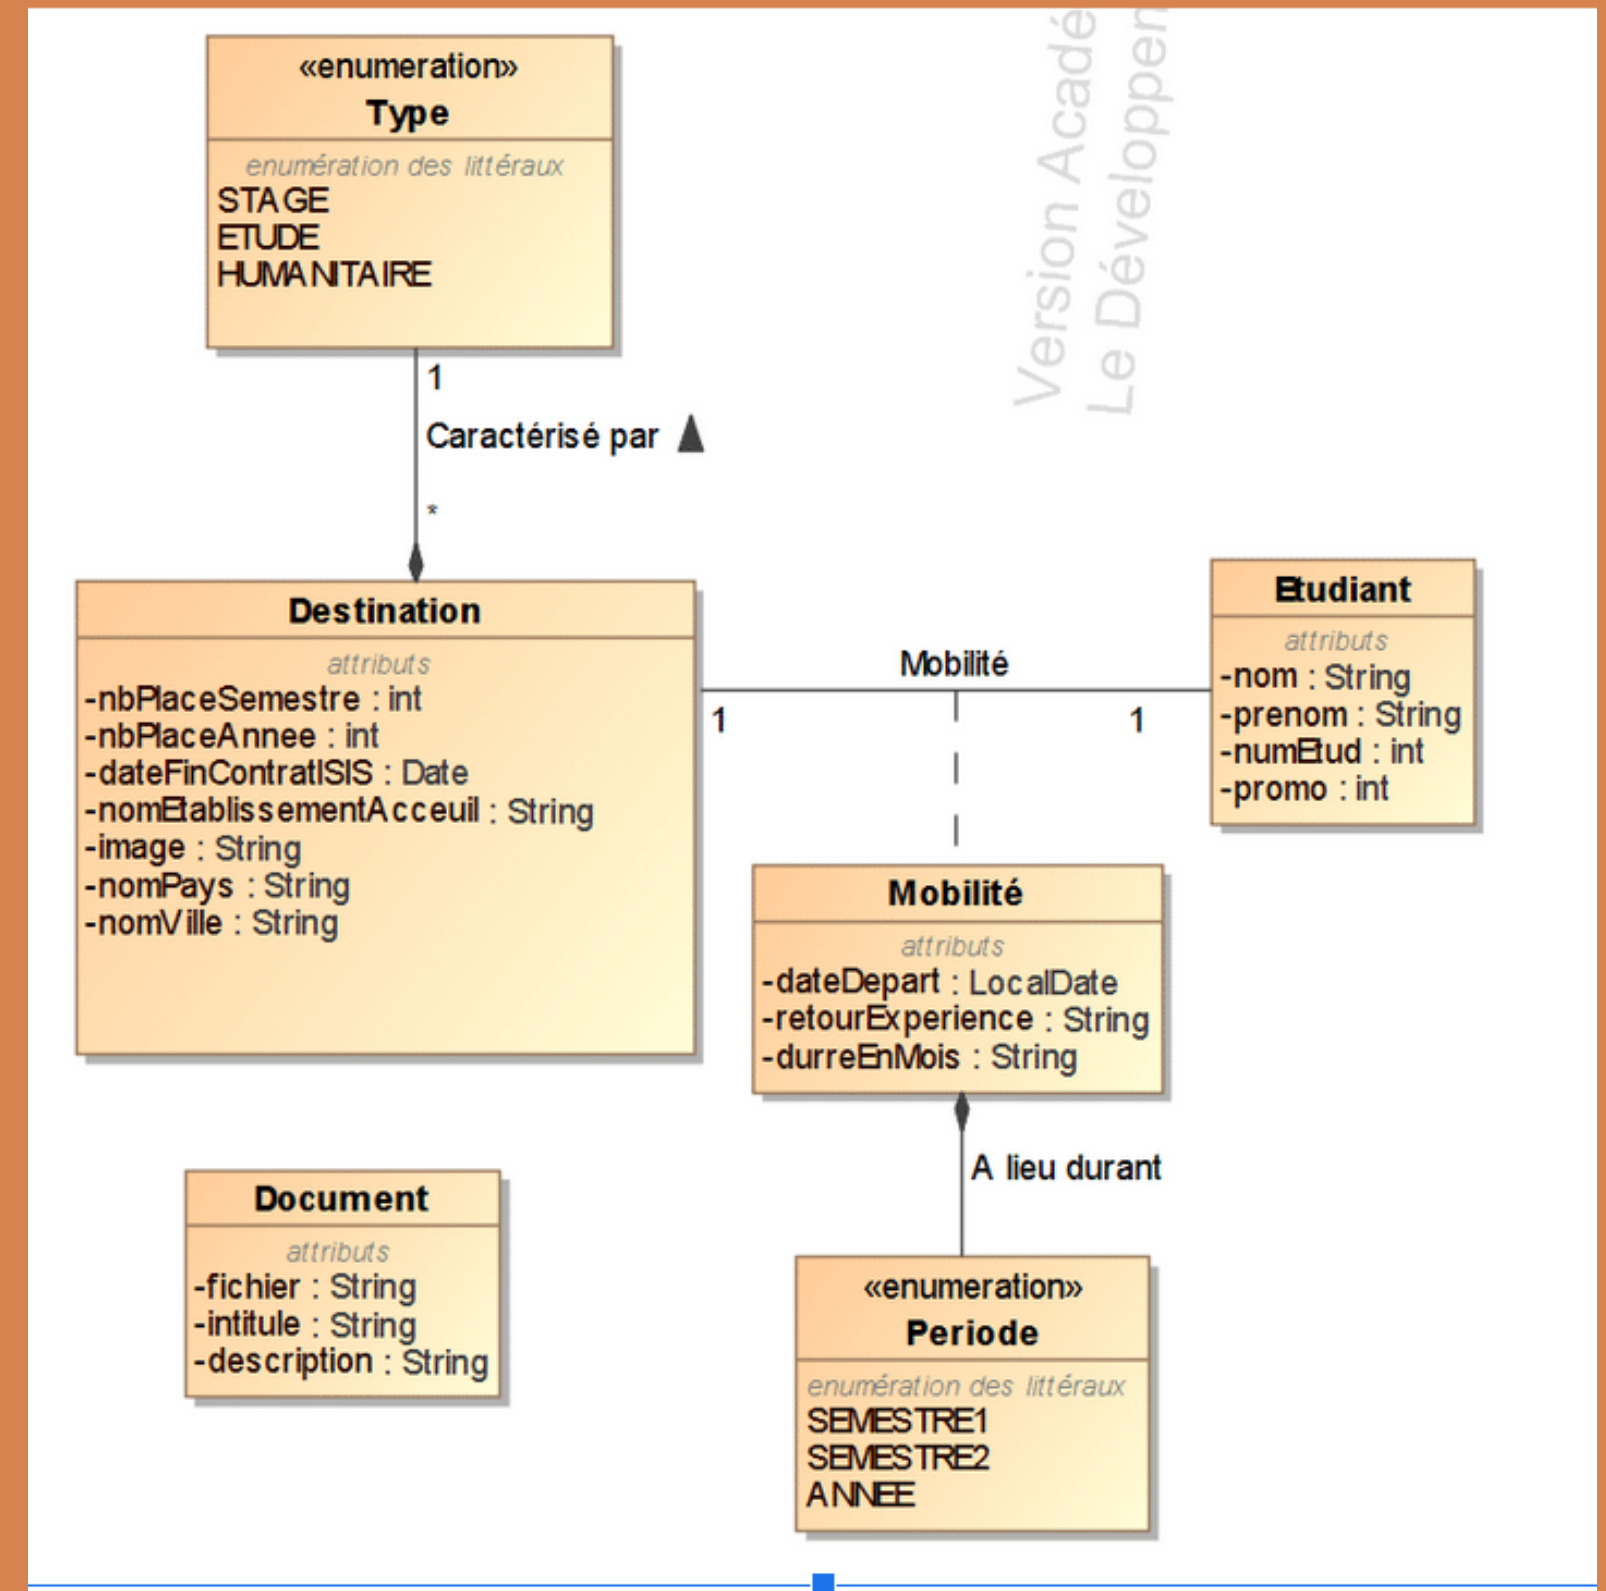 «enumeration»
Type
enumération des littéraux
STAGE
ETUDE
HUMANITAIRE
1
Caractérisé par
*
Destination
attributs
-nbPlaceSemestre : int
-nbPlaceAnnee : int
-dateFinContratISIS : Date
-nomEtablissementAcceuil : String
-image : String
-nomPays : String
-nomVille : String
Mobilité
1
1
Etudiant
attributs
-nom : String
-prenom : String
-numEtud : int
-promo : int
Mobilité
attributs
-dateDepart : LocalDate
-retourExperience : String
-durreEnMois : String
A lieu durant
Document
attributs
-fichier : String
-intitule : String
-description : String
«enumeration»
Periode
enumération des littéraux
SEMESTRE1
SEMESTRE2
ANNEE
Version Acadé
Le Développe